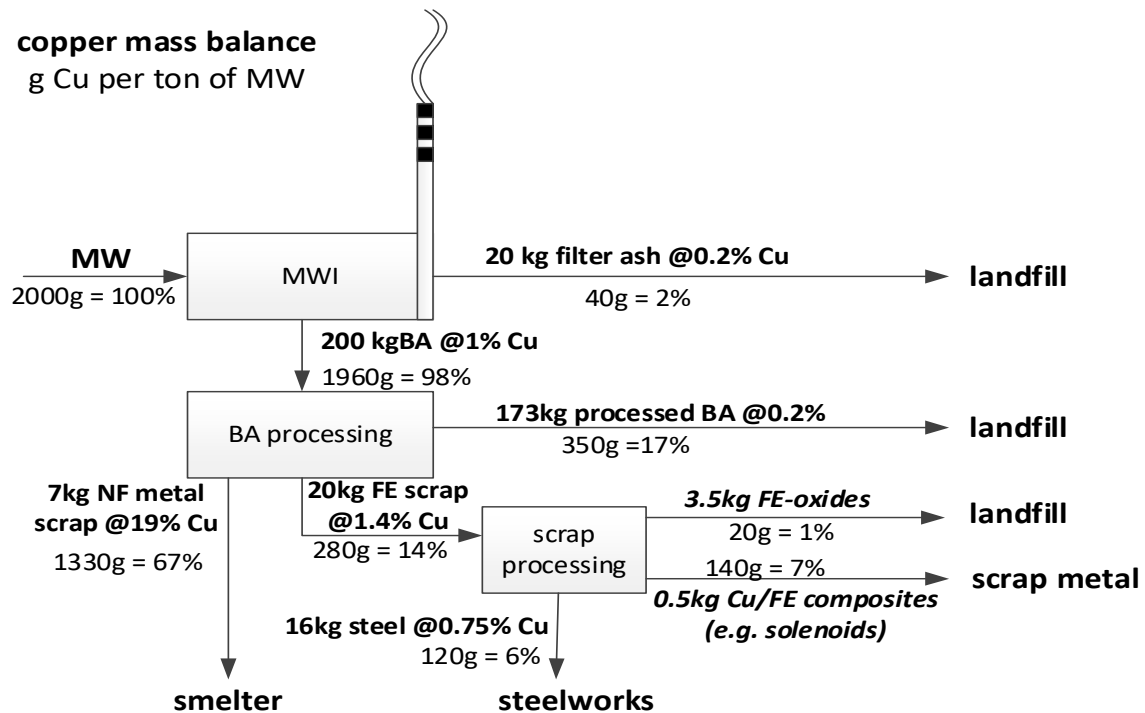 copper mass balance
g Cu per ton of MW
MW
2000g = 100%
MWI
20 kg filter ash @0.2% Cu
40g = 2%
landfill
200 kgBA @1% Cu
1960g = 98%
BA processing
173kg processed BA @0.2%
350g =17%
landfill
7kg NF metal
scrap @19% Cu
1330g = 67%
20kg FE scrap
@1.4% Cu
280g = 14%
scrap
processing
3.5kg FE-oxides
20g = 1%
landfill
140g = 7%
scrap metal
0.5kg Cu/FE composites
(e.g. solenoids)
16kg steel @0.75% Cu
120g = 6%
smelter
steelworks